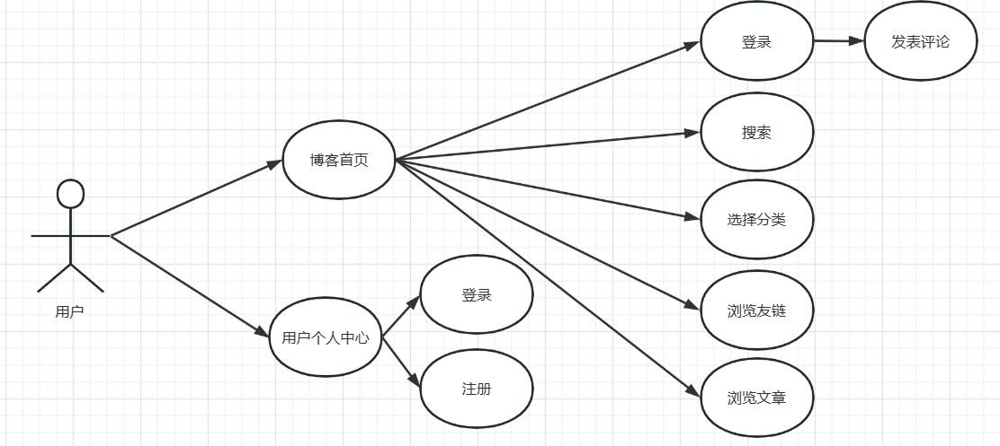 登录
发表评论
搜索
博客首页
选择分类
登录
用户
浏览友链
用户个人中心
注册
浏览文章